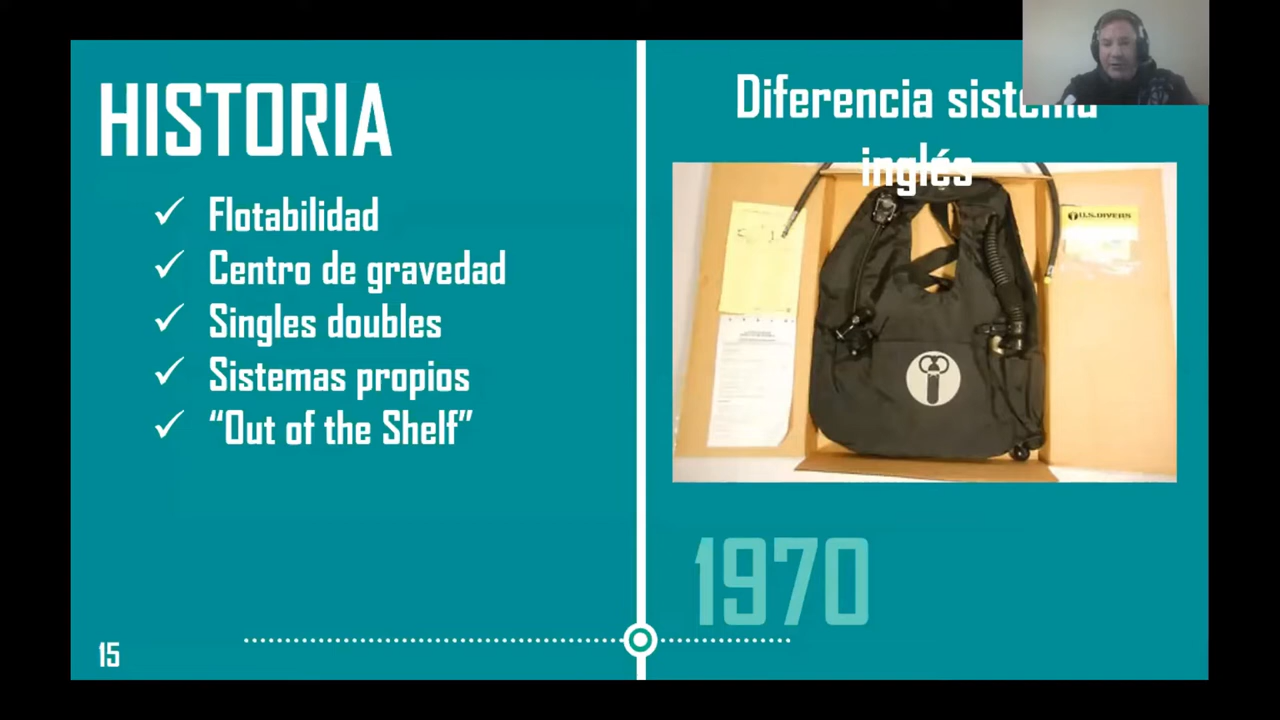 HISTORIA
✓ Flotabilidad
✓ Centro de gravedad
✓ Singles doubles
✓ Sistemas propios
✓ “Out of the Shelf”
15
Diferencia sistema
inglés
U.S. DIVERS
1970